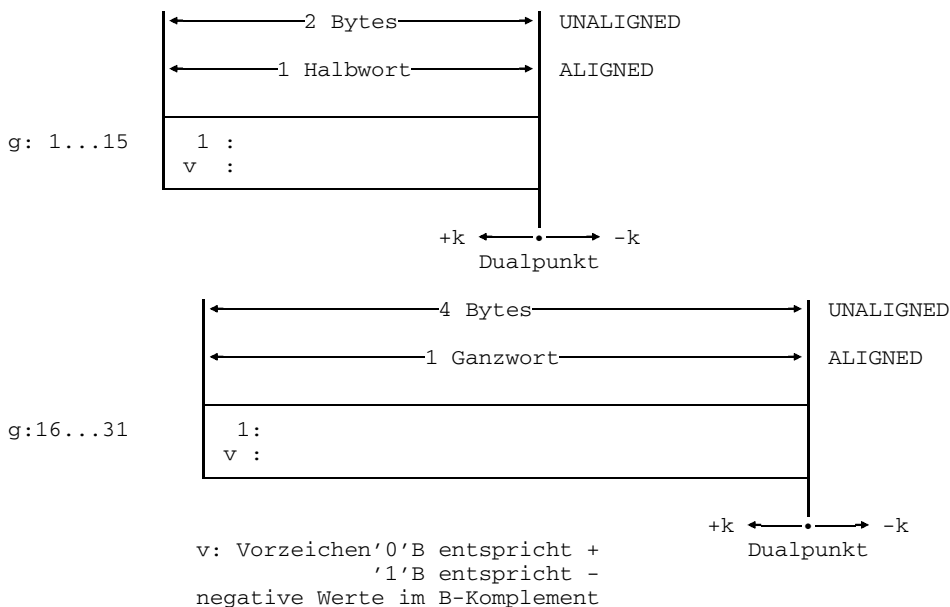 2 Bytes UNALIGNED
1 Halbwort ALIGNED
g: 1...15 1 :
v :
+k -k
Dualpunkt
4 Bytes UNALIGNED
1 Ganzwort ALIGNED
g:16...31 1:
v :
+k -k
Dualpunkt
v: Vorzeichen'0'B entspricht +
'1'B entspricht -
negative Werte im B-Komplement